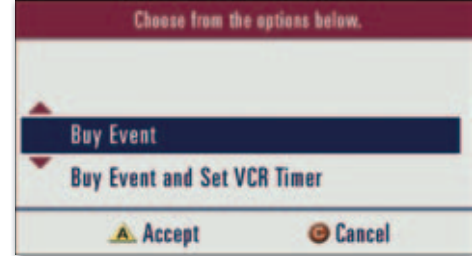 Choose from the options below.
Buy Event
Buy Event and Set VCR Timer
A Accept C Cancel